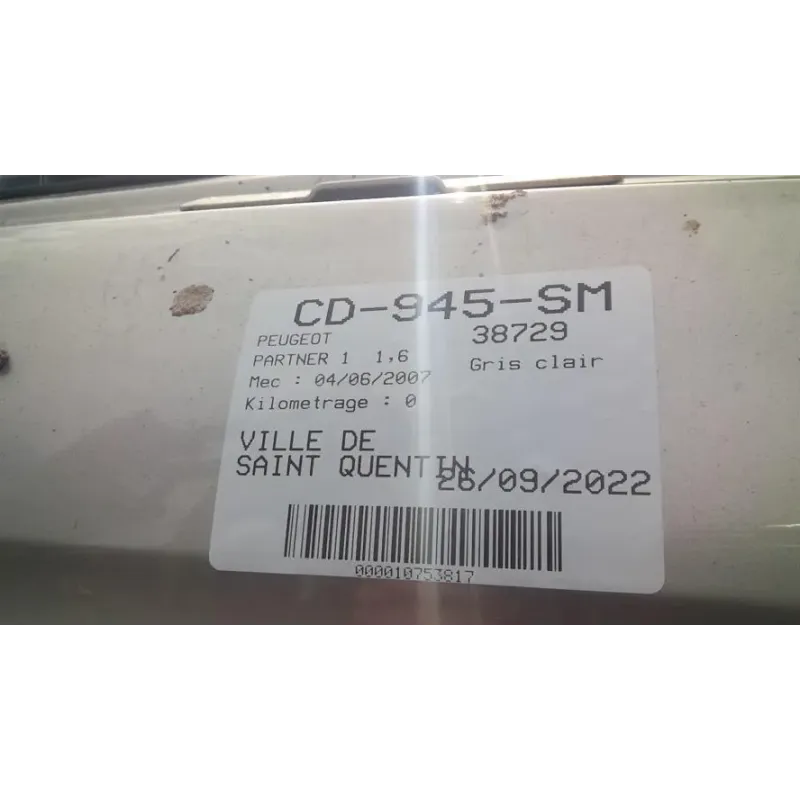 CD-945-SM
PEUGEOT 38729
PARTNER 1 1,6 Gris clair
Mec : 04/06/2007
Kilometrage : 0
VILLE DE
SAINT QUENTIN 26/09/2022
000010753817